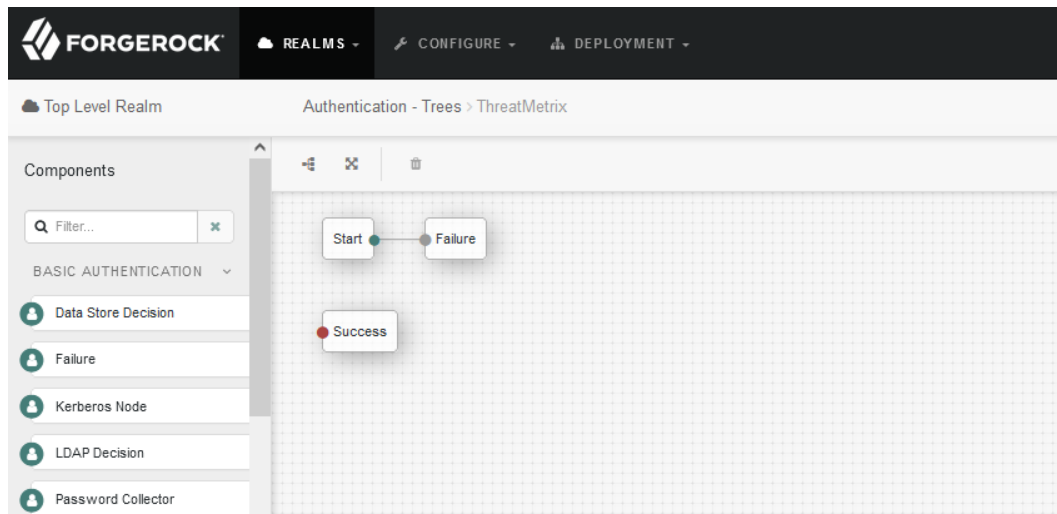 FORGEROCK
REALMS
CONFIGURE
DEPLOYMENT
Top Level Realm
Authentication - Trees > ThreatMetrix
Components
Filter...
BASIC AUTHENTICATION
Data Store Decision
Failure
Kerberos Node
LDAP Decision
Password Collector
Start
Failure
Success